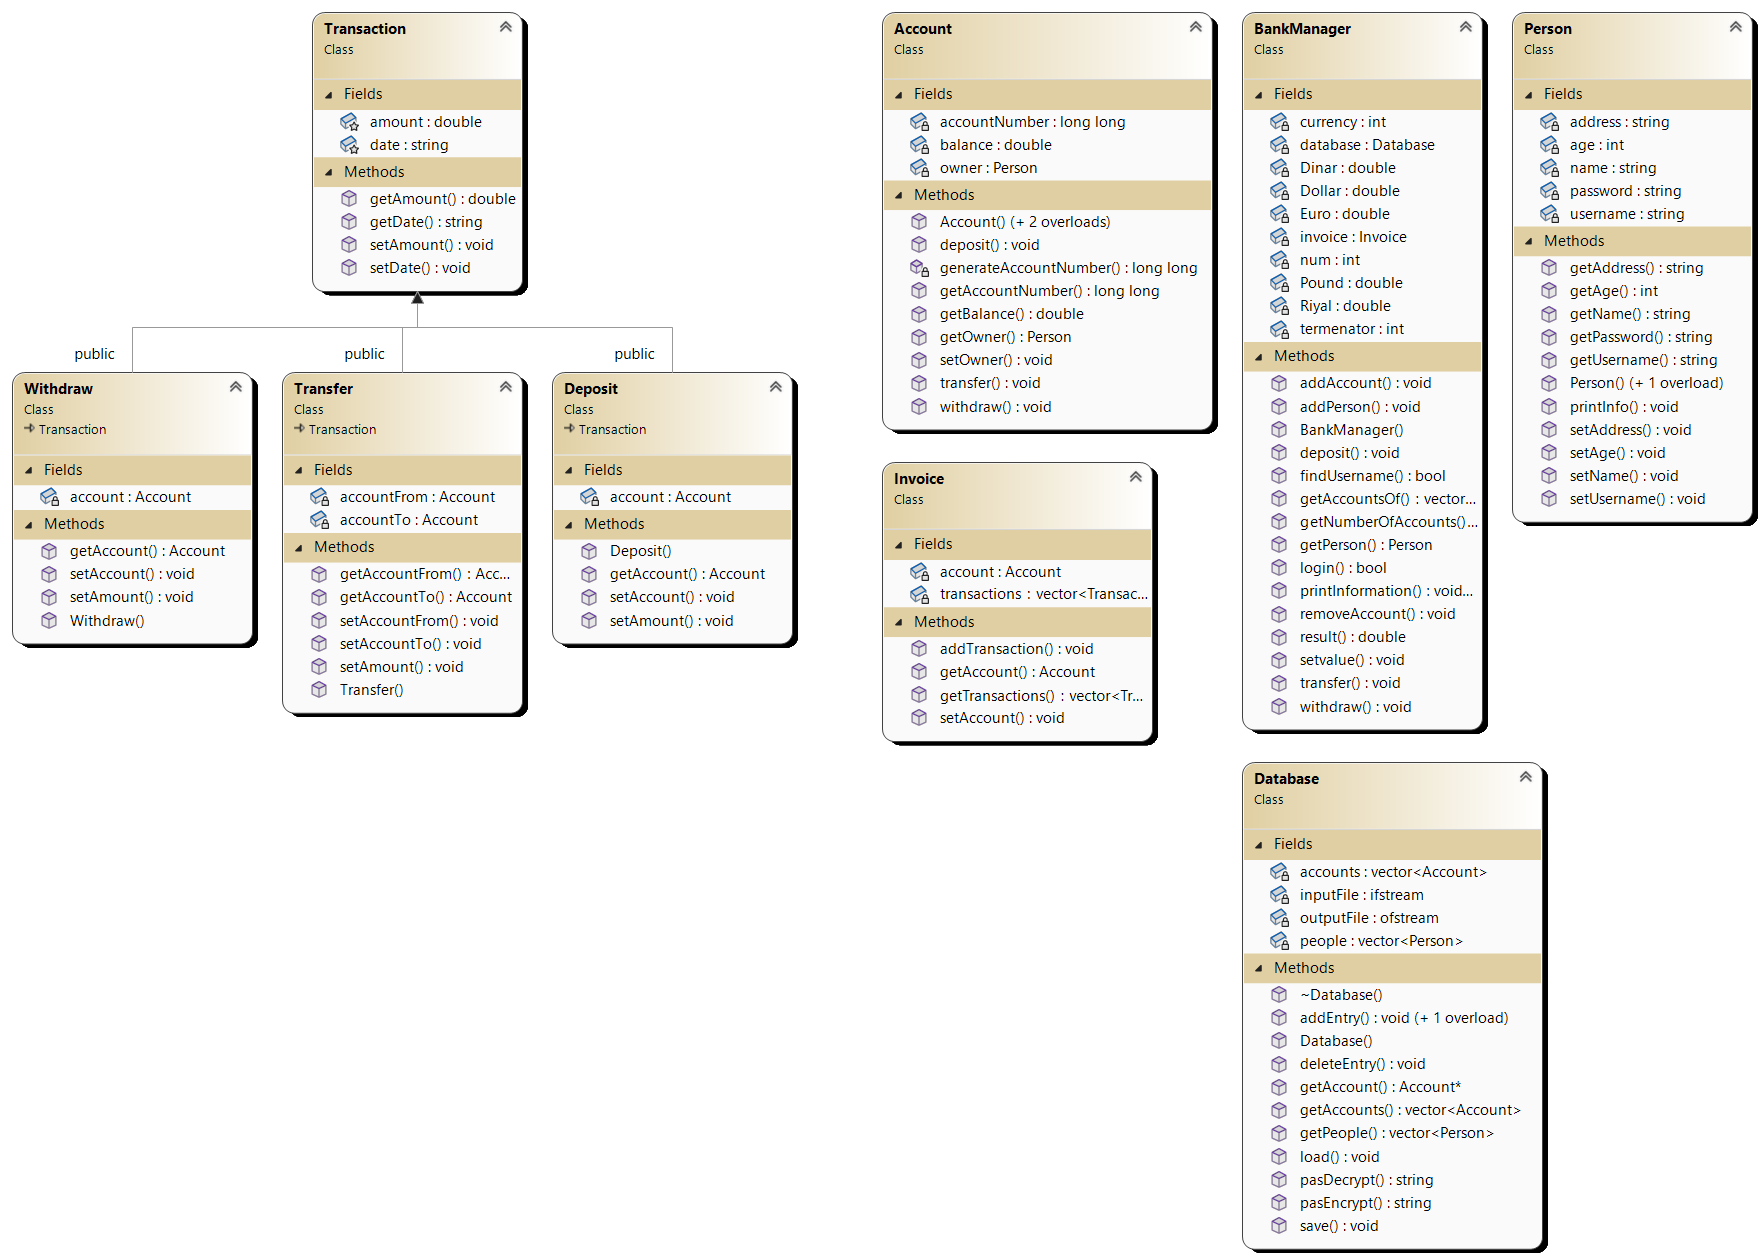 Transaction
Class
Fields
amount : double
date : string
Methods
getAmount() : double
getDate() : string
setAmount() : void
setDate() : void
public
public
public
Withdraw
Class
Transaction
Fields
account : Account
Methods
getAccount() : Account
setAccount() : void
setAmount() : void
Withdraw()
Transfer
Class
Transaction
Fields
accountFrom : Account
accountTo : Account
Methods
getAccountFrom() : Acc...
getAccountTo() : Account
setAccountFrom() : void
setAccountTo() : void
setAmount() : void
Transfer()
Deposit
Class
Transaction
Fields
account : Account
Methods
Deposit()
getAccount() : Account
setAccount() : void
setAmount() : void
Account
Class
Fields
accountNumber : long long
balance : double
owner : Person
Methods
Account() (+ 2 overloads)
deposit() : void
generateAccountNumber() : long long
getAccountNumber() : long long
getBalance() : double
getOwner() : Person
setOwner() : void
transfer() : void
withdraw() : void
Invoice
Class
Fields
account : Account
transactions : vector<Transac...
Methods
addTransaction() : void
getAccount() : Account
getTransactions() : vector<Tr...
setAccount() : void
BankManager
Class
Fields
currency : int
database : Database
Dinar : double
Dollar : double
Euro : double
invoice : Invoice
num : int
Pound : double
Riyal : double
termenator : int
Methods
addAccount() : void
addPerson() : void
BankManager()
deposit() : void
findUsername() : bool
getAccountsOf() : vector...
getNumberOfAccounts()...
getPerson() : Person
login() : bool
printInformation() : void...
removeAccount() : void
result() : double
setvalue() : void
transfer() : void
withdraw() : void
Person
Class
Fields
address : string
age : int
name : string
password : string
username : string
Methods
getAddress() : string
getAge() : int
getName() : string
getPassword() : string
getUsername() : string
Person() (+ 1 overload)
printInfo() : void
setAddress() : void
setAge() : void
setName() : void
setUsername() : void
Database
Class
Fields
accounts : vector<Account>
inputFile : ifstream
outputFile : ofstream
people : vector<Person>
Methods
~Database()
addEntry() : void (+ 1 overload)
Database()
deleteEntry() : void
getAccount() : Account*
getAccounts() : vector<Account>
getPeople() : vector<Person>
load() : void
pasDecrypt() : string
pasEncrypt() : string
save() : void